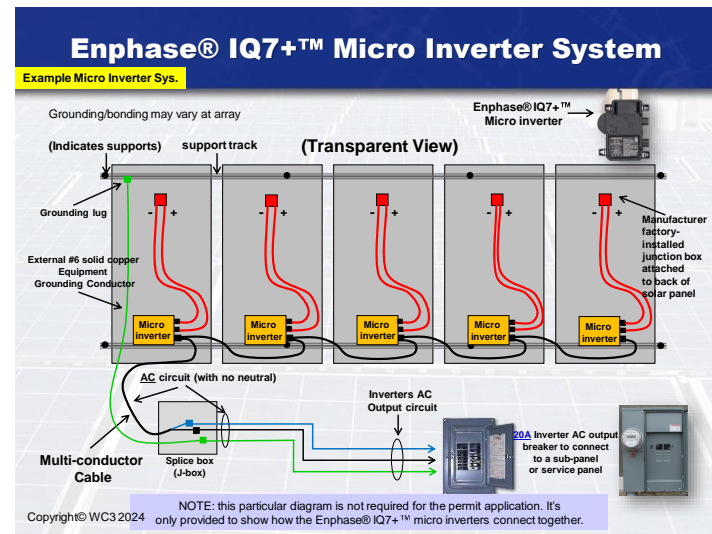 Enphase® IQ7+™ Micro Inverter System
Example Micro Inverter Sys.
Grounding/bonding may vary at array
Enphase® IQ7+™
Micro inverter
(Indicates supports)
support track
(Transparent View)
Grounding lug
- +
- +
- +
- +
- +
Manufacturer
factory-
installed
junction box
attached
to back of
solar panel
External #6 solid copper
Equipment
Grounding Conductor
Micro
inverter
Micro
inverter
Micro
inverter
Micro
inverter
Micro
inverter
AC circuit (with no neutral)
Inverters AC
Output circuit
Multi-conductor
Cable
Splice box
(J-box)
20A Inverter AC output
breaker to connect
to a sub-panel
or service panel
NOTE: this particular diagram is not required for the permit application. It's
only provided to show how the Enphase® IQ7+™ micro inverters connect together.
Copyright© WC3 2024